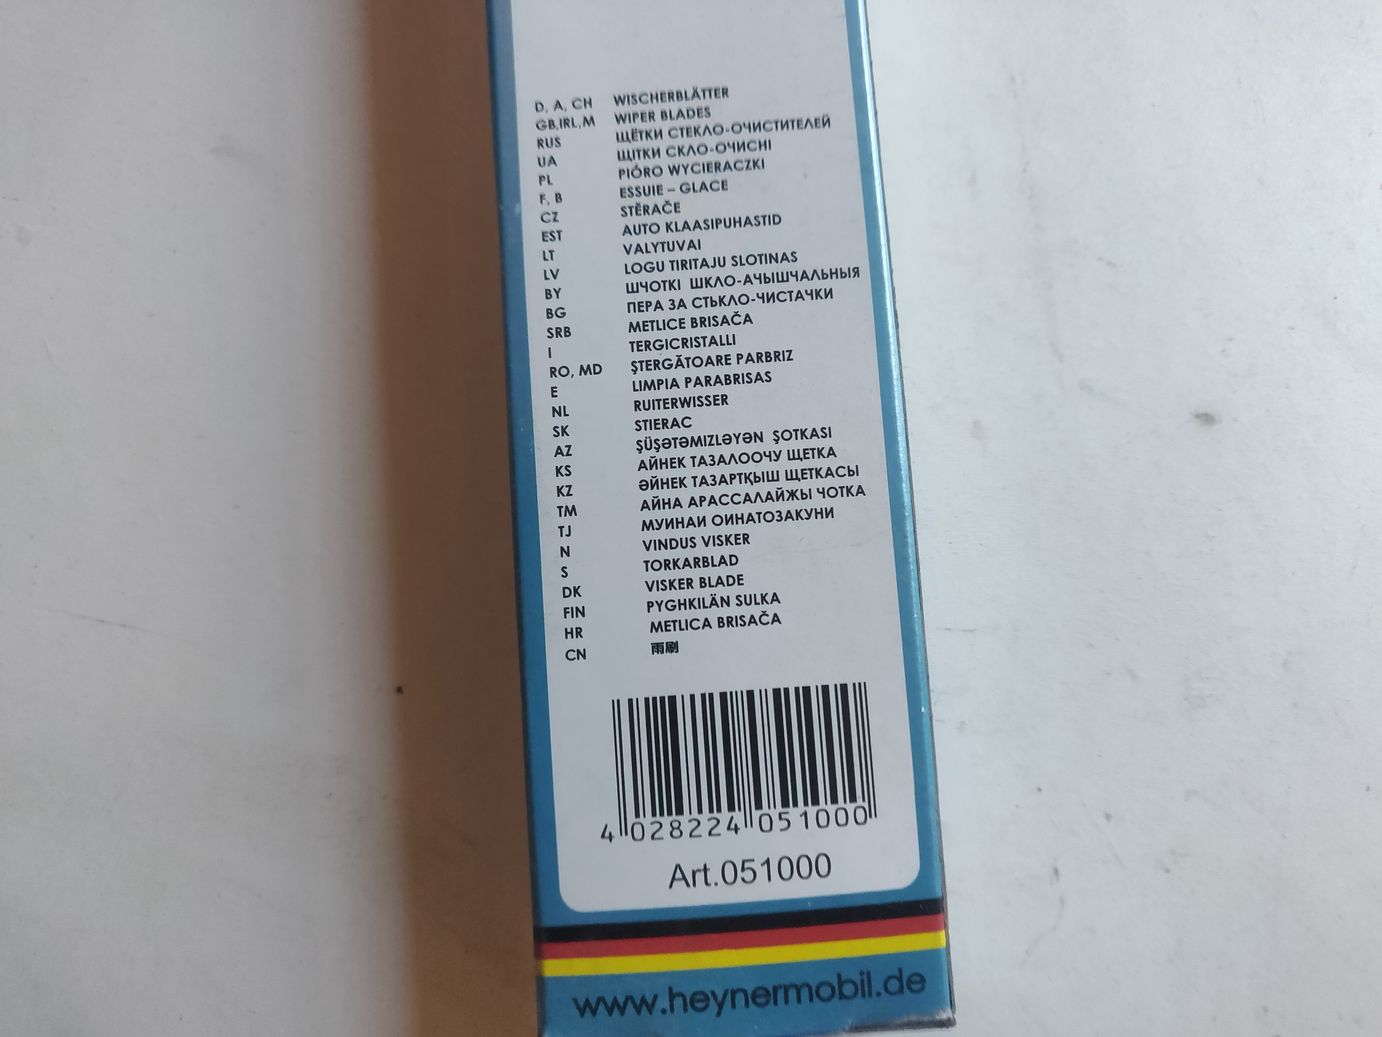 D, A, CH WISCHERBLÄTTER
GB,IRL,M WIPER BLADES
RUS ЩЁТКИ СТЕКЛО-ОЧИСТИТЕЛЕЙ
UA ЩІТКИ СКЛО-ОЧИСНІ
PL PIÓRO WYCIERACZKI
F, B ESSUIE – GLACE
CZ STĚRAČE
EST AUTO KLAASIPUHASTID
LT VALYTUVAI
LV LOGU TIRITAJU SLOTINAS
BY ШЧОТКІ ШКЛО-АЧЫШЧАЛЬНЫЯ
BG ПЕРА ЗА СТЬКЛО-ЧИСТАЧКИ
SRB METLICE BRISAČA
I TERGICRISTALLI
RO, MD ŞTERGĂTOARE PARBRIZ
E LIMPIA PARABRISAS
NL RUITERWISSER
SK STIERAC
AZ ŞÜŞƏTƏMIZLƏYƏN ŞOTKASI
KS АЙНЕК ТАЗАЛООЧУ ЩЕТКА
KZ ӘЙНЕК ТАЗАРТҚЫШ ЩЕТКАСЫ
TM АЙНА АРАССАЛАЙЖЫ ЧОТКА
TJ МУИНАИ ОИНАТОЗАКУНИ
N VINDUS VISKER
S TORKARBLAD
DK VISKER BLADE
FIN PYGHKILÄN SULKA
HR METLICA BRISAČA
CN 雨刷
4 028224 051000
Art.051000
www.heynermobil.de